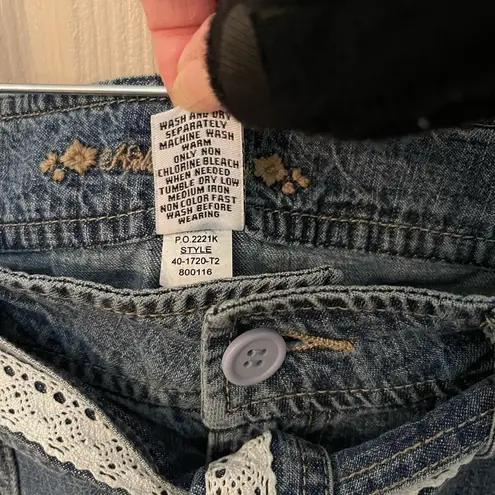 WASH AND DRY
SEPARATELY
MACHINE WASH
WARM
ONLY NON
CHLORINE BLEACH
WHEN NEEDED
TUMBLE DRY LOW
MEDIUM IRON
NON COLOR FAST
WASH BEFORE
WEARING
P.O.2221K
STYLE
40-1720-T2
800116